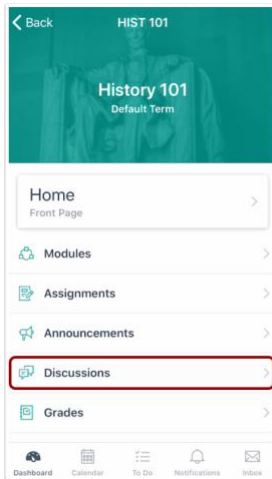 Back HIST 101
History 101
Default Term
Home
Front Page
Modules
Assignments
Announcements
Discussions
Grades
Dashboard Calendar To Do Notifications Inbox